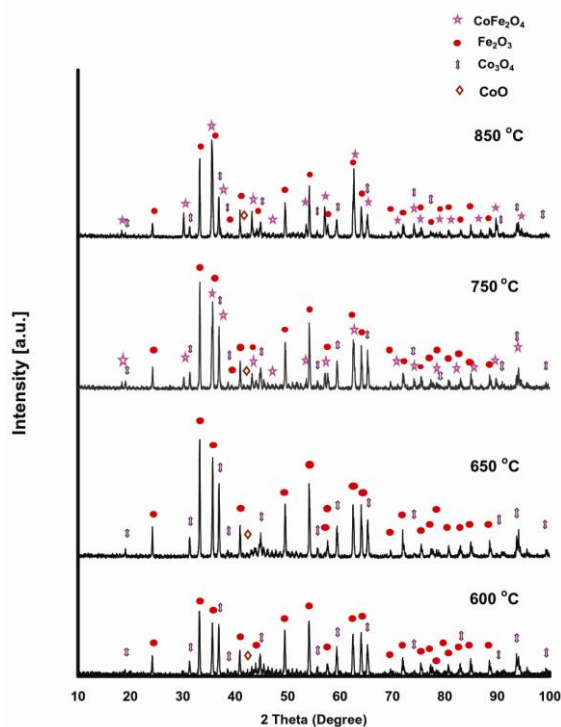 CoFe₂O₄
Fe₂O₃
Co₃O₄
CoO
850 °C
750 °C
650 °C
600 °C
Intensity [a.u.]
10 20 30 40 50 60 70 80 90 100
2 Theta (Degree)